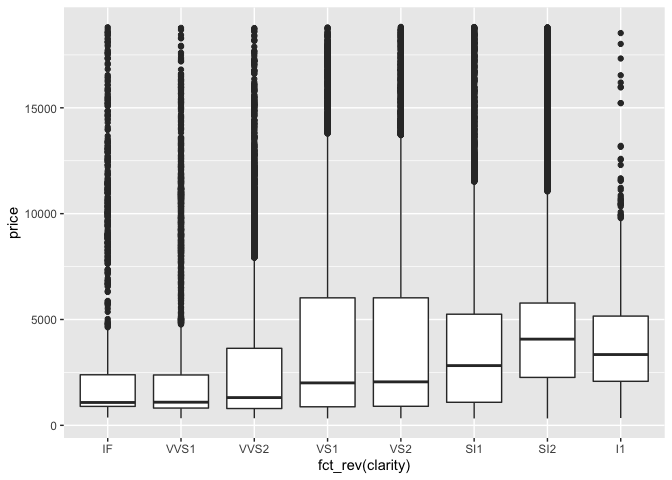 15000
10000
5000
0
price
IF VVS1 VVS2 VS1 VS2 SI1 SI2 I1
fct_rev(clarity)